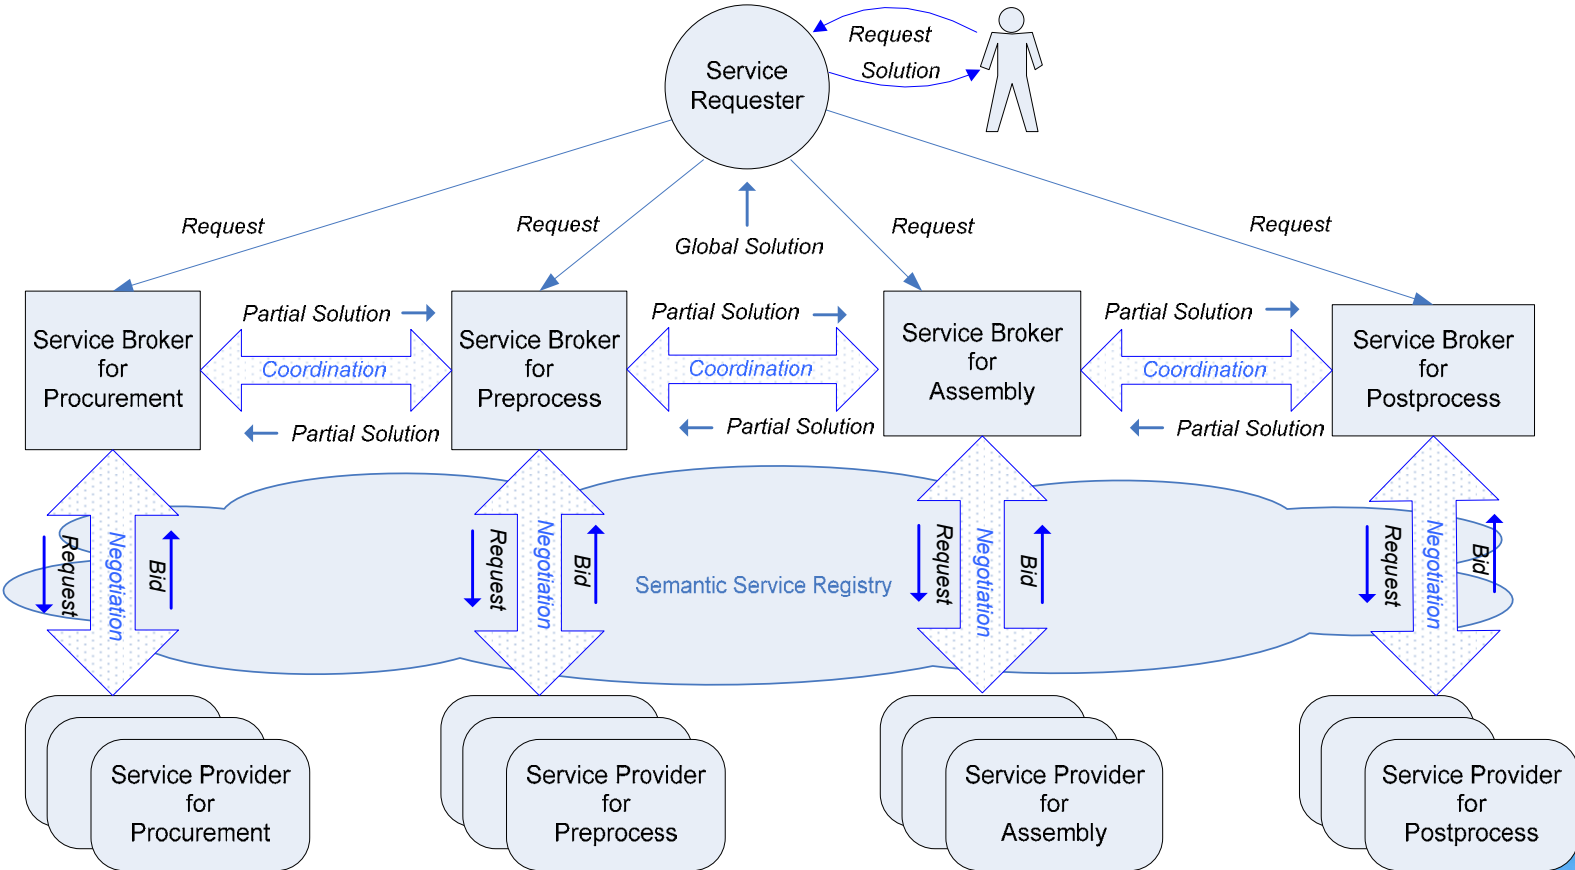 Service
Requester
Request
Solution
Request
Request
Request
Request
Global Solution
Partial Solution
Partial Solution
Partial Solution
Service Broker
for
Procurement
Coordination
Service Broker
for
Preprocess
Coordination
Service Broker
for
Assembly
Coordination
Service Broker
for
Postprocess
Partial Solution
Partial Solution
Partial Solution
Request
Negotiation
Bid
Request
Negotiation
Bid
Semantic Service Registry
Request
Negotiation
Bid
Request
Negotiation
Bid
Service Provider
for
Procurement
Service Provider
for
Preprocess
Service Provider
for
Assembly
Service Provider
for
Postprocess